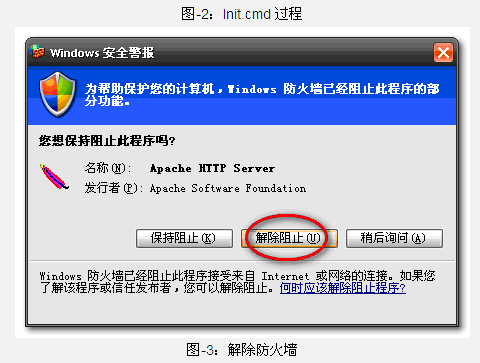 图-2：Init.cmd 过程
Windows 安全警报
为帮助保护您的计算机，Windows 防火墙已经阻止此程序的部
分功能。
您想保持阻止此程序吗?
名称(N): Apache HTTP Server
发行者(P): Apache Software Foundation
保持阻止(K) 解除阻止(U) 稍后询问(A)
Windows 防火墙已经阻止此程序接受来自 Internet 或网络的连接。如果您
了解该程序或信任发布者，您可以解除阻止。何时应该解除阻止程序?
图-3：解除防火墙